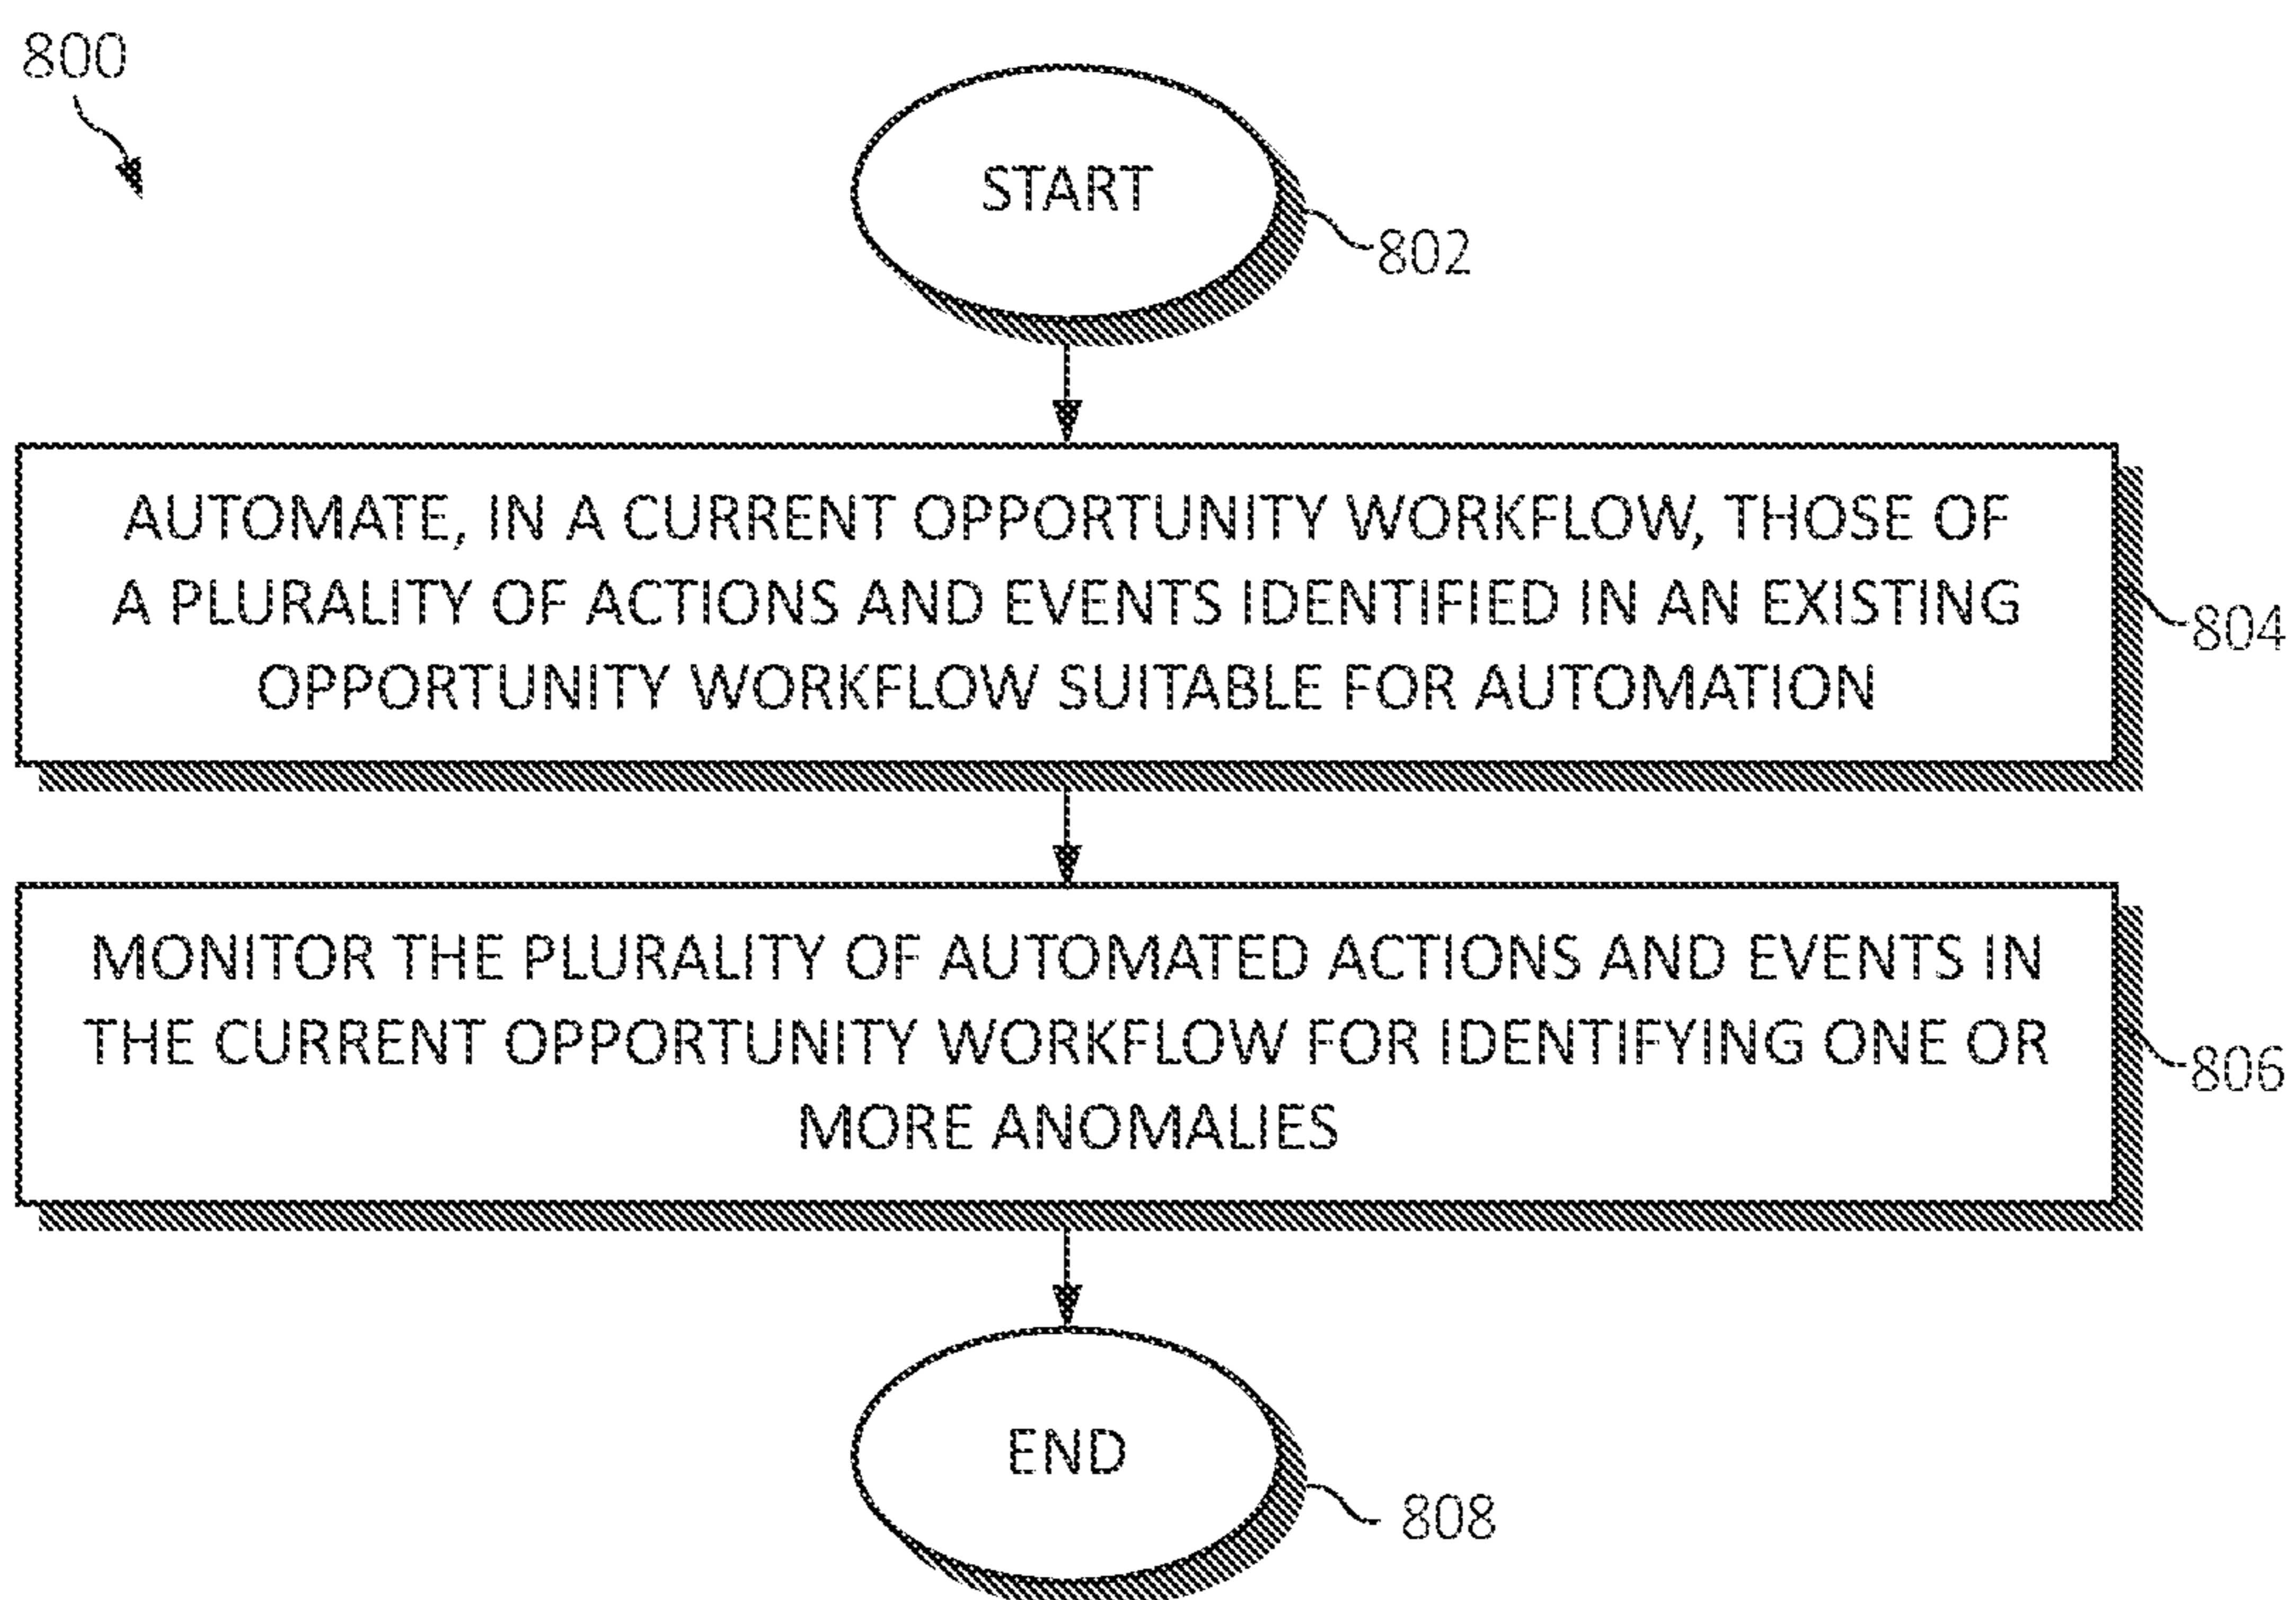 800
START
802
AUTOMATE, IN A CURRENT OPPORTUNITY WORKFLOW, THOSE OF
A PLURALITY OF ACTIONS AND EVENTS IDENTIFIED IN AN EXISTING
OPPORTUNITY WORKFLOW SUITABLE FOR AUTOMATION
804
MONITOR THE PLURALITY OF AUTOMATED ACTIONS AND EVENTS IN
THE CURRENT OPPORTUNITY WORKFLOW FOR IDENTIFYING ONE OR
MORE ANOMALIES
806
END
808